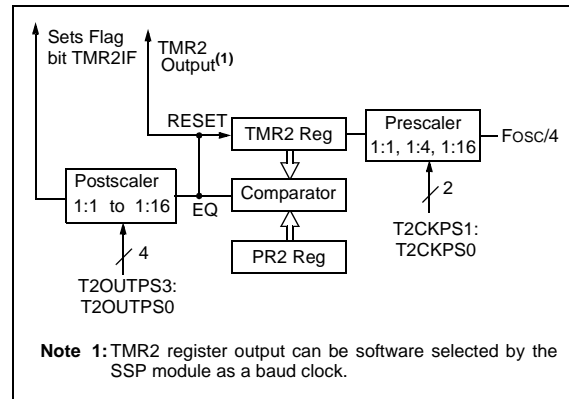 Sets Flag
bit TMR2IF
TMR2
Output(1)
RESET
TMR2 Reg
Prescaler
1:1, 1:4, 1:16
FOSC/4
Postscaler
1:1 to 1:16
EQ
Comparator
2
T2CKPS1:
T2CKPS0
4
PR2 Reg
T2OUTPS3:
T2OUTPS0
Note 1: TMR2 register output can be software selected by the
SSP module as a baud clock.